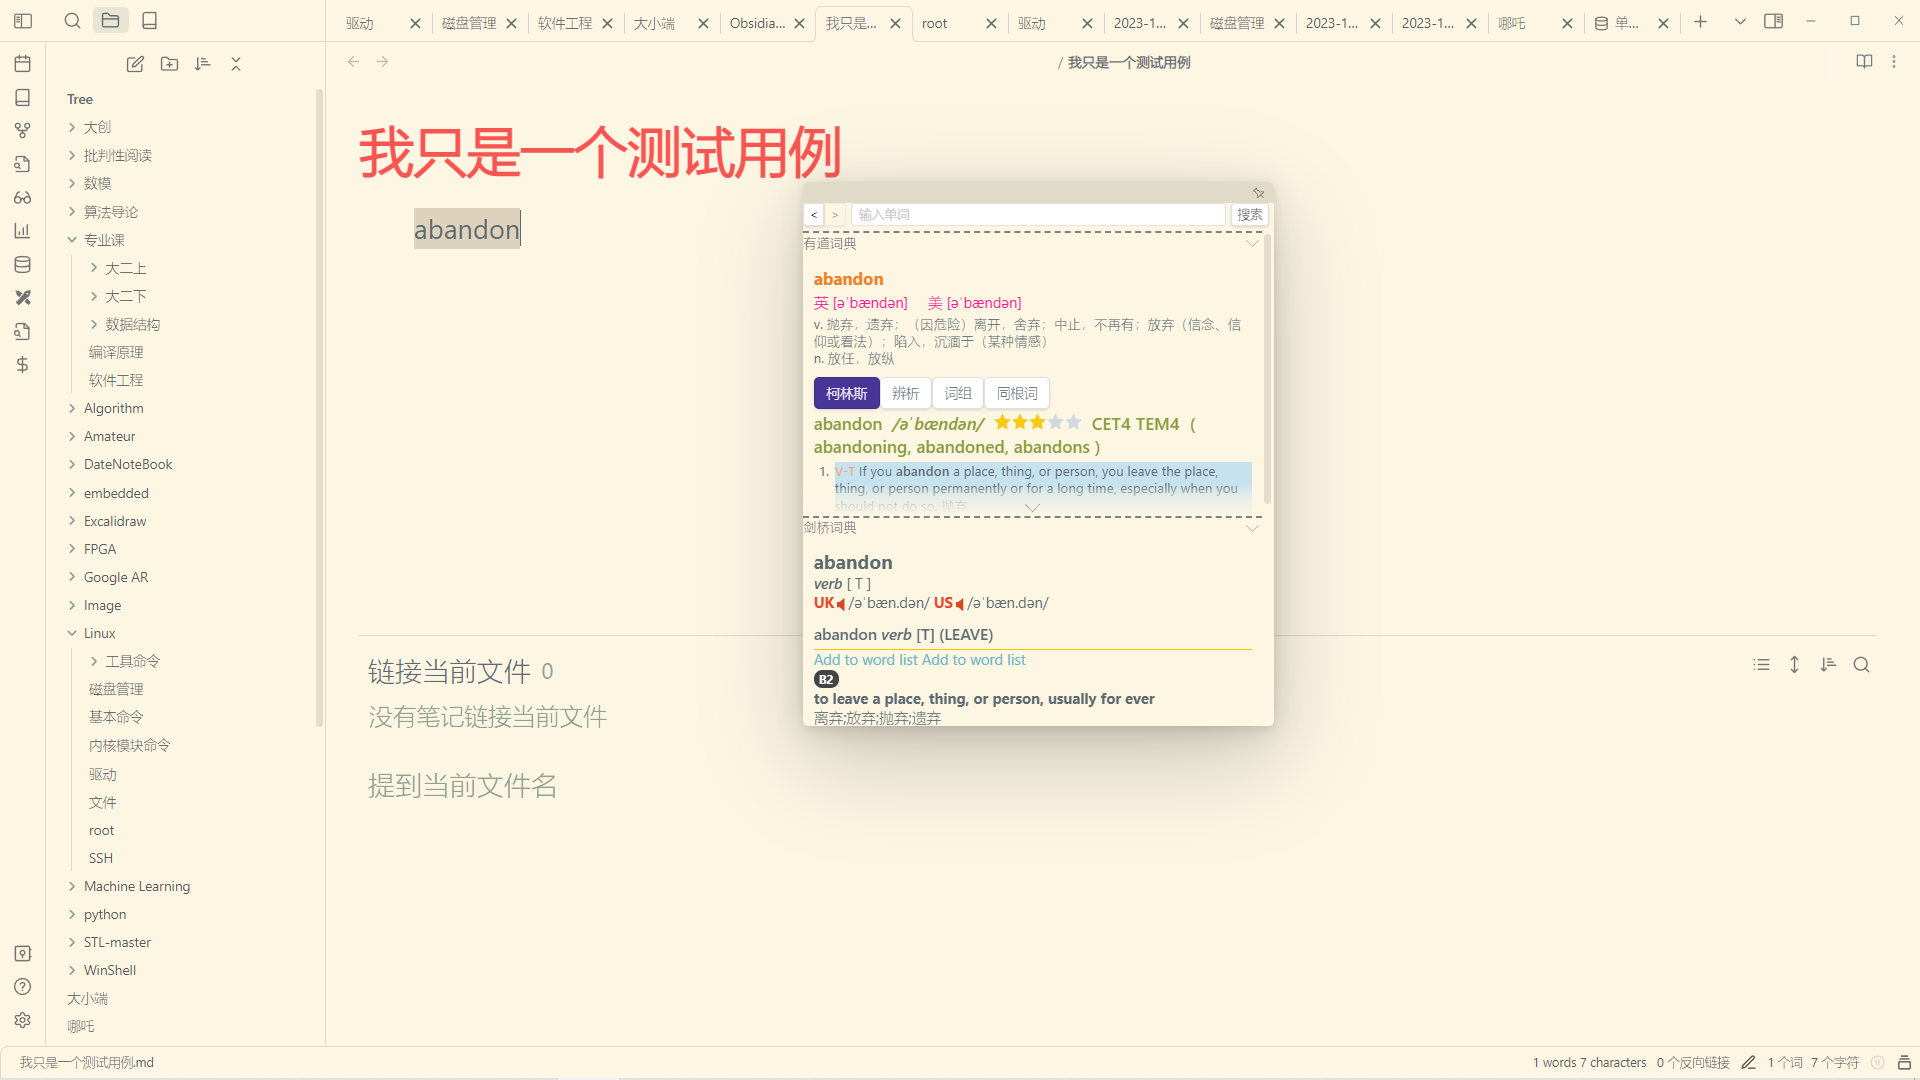 驱动
磁盘管理
软件工程
大小端
Obsidia...
我只是...
root
驱动
2023-1...
磁盘管理
2023-1...
2023-1...
哪吒
单...
/ 我只是一个测试用例
Tree
大创
批判性阅读
数模
算法导论
专业课
大二上
大二下
数据结构
编译原理
软件工程
Algorithm
Amateur
DateNoteBook
embedded
Excalidraw
FPGA
Google AR
Image
Linux
工具命令
磁盘管理
基本命令
内核模块命令
驱动
文件
root
SSH
Machine Learning
python
STL-master
WinShell
大小端
哪吒
我只是一个测试用例
abandon
< > 输入单词 搜索
有道词典
abandon
英 [əˈbændən] 美 [əˈbændən]
v. 抛弃，遗弃；（因危险）离开，舍弃；中止，不再有；放弃（信念、信
仰或看法）；陷入，沉湎于（某种情感）
n. 放任，放纵
柯林斯 辨析 词组 同根词
abandon /əˈbændən/ CET4 TEM4 (
abandoning, abandoned, abandons )
1. V-T If you abandon a place, thing, or person, you leave the place,
thing, or person permanently or for a long time, especially when you
should not do so. 抛弃
剑桥词典
abandon
verb [ T ]
UK /əˈbæn.dən/ US /əˈbæn.dən/
abandon verb [T] (LEAVE)
Add to word list Add to word list
B2
to leave a place, thing, or person, usually for ever
离弃;放弃;抛弃;遗弃
链接当前文件 0
没有笔记链接当前文件
提到当前文件名
我只是一个测试用例.md
1 words 7 characters 0 个反向链接 1 个词 7 个字符